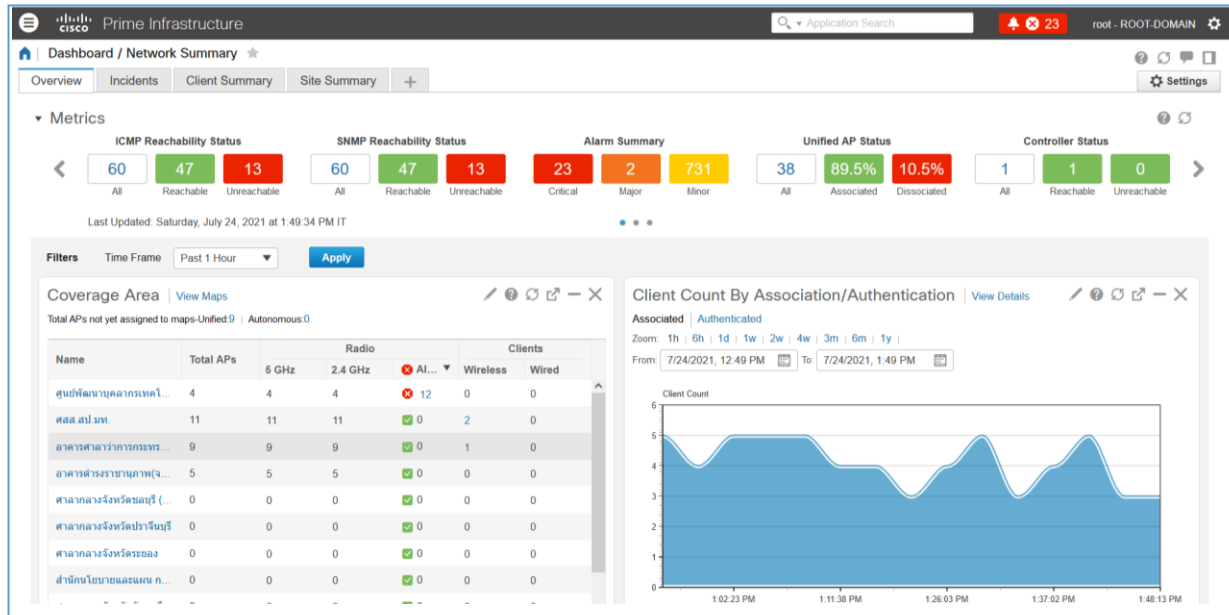 cisco Prime Infrastructure Application Search 23 root - ROOT-DOMAIN
Dashboard / Network Summary
Overview Incidents Client Summary Site Summary + Settings
Metrics
ICMP Reachability Status SNMP Reachability Status Alarm Summary Unified AP Status Controller Status
60 47 13 60 47 13 23 2 731 38 89.5% 10.5% 1 1 0
All Reachable Unreachable All Reachable Unreachable Critical Major Minor All Associated Dissociated All Reachable Unreachable
Last Updated: Saturday, July 24, 2021 at 1:49:34 PM IT
Filters Time Frame Past 1 Hour Apply
Coverage Area | View Maps
Total APs not yet assigned to maps-Unified:9 | Autonomous:0
Name Total APs Radio Clients
5 GHz 2.4 GHz Al... Wireless Wired
ศูนย์พัฒนาบุคลากรเทคโ... 4 4 4 12 0 0
ศสส.สป.มท. 11 11 11 0 2 0
อาคารศาลาว่าการกระทร... 9 9 9 0 1 0
อาคารดำรงราชานุภาพ(จ... 5 5 5 0 0 0
ศาลากลางจังหวัดชลบุรี (... 0 0 0 0 0 0
ศาลากลางจังหวัดปราจีนบุรี 0 0 0 0 0 0
ศาลากลางจังหวัดระยอง 0 0 0 0 0 0
สำนักนโยบายและแผน ก... 0 0 0 0 0 0
Client Count By Association/Authentication | View Details
Associated | Authenticated
Zoom: 1h | 6h | 1d | 1w | 2w | 4w | 3m | 6m | 1y |
From: 7/24/2021, 12:49 PM To: 7/24/2021, 1:49 PM
Client Count
6
5
4
3
2
1
0
1:02:23 PM 1:11:38 PM 1:26:03 PM 1:37:02 PM 1:48:13 PM